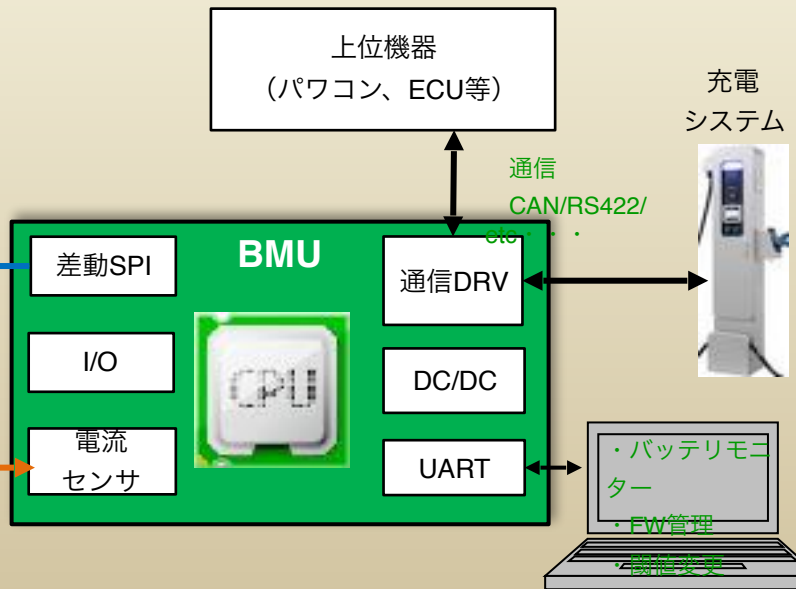 上位機器
（パワコン、ECU等）
充電
システム
通信
CAN/RS422/
etc・・・
BMU
差動SPI
通信DRV
I/O
CPU
DC/DC
電流
センサ
UART
・バッテリモニ
ター
・FW管理
・閾値変更